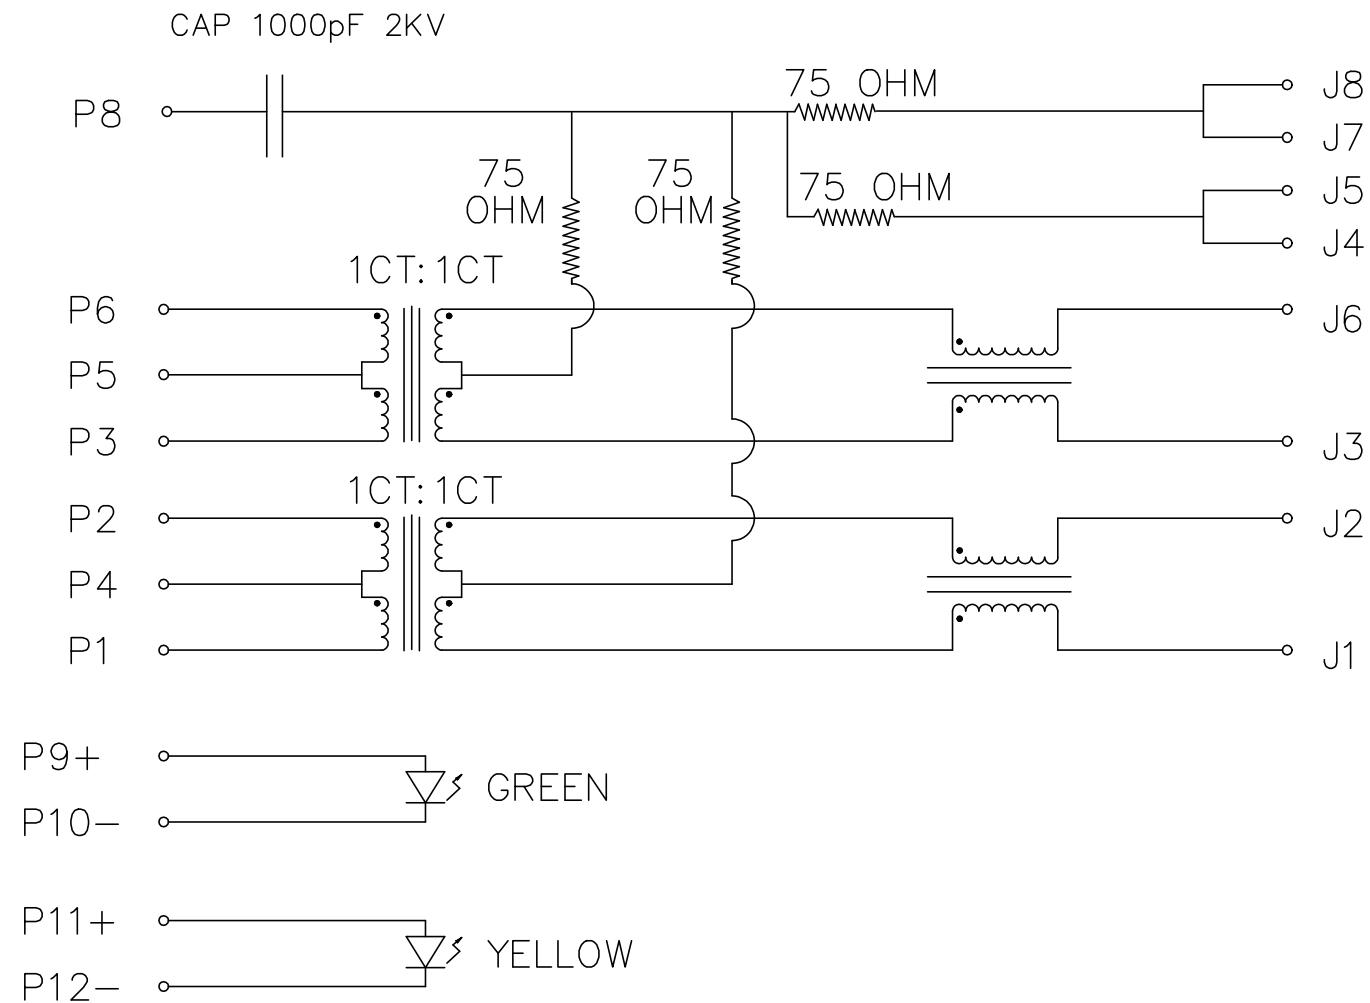 CAP 1000pF 2KV
P8
75 OHM
J8
J7
75
OHM
75
OHM
75 OHM
J5
J4
1CT:1CT
P6
J6
P5
P3
J3
1CT:1CT
P2
J2
P4
P1
J1
P9+
GREEN
P10-
P11+
YELLOW
P12-